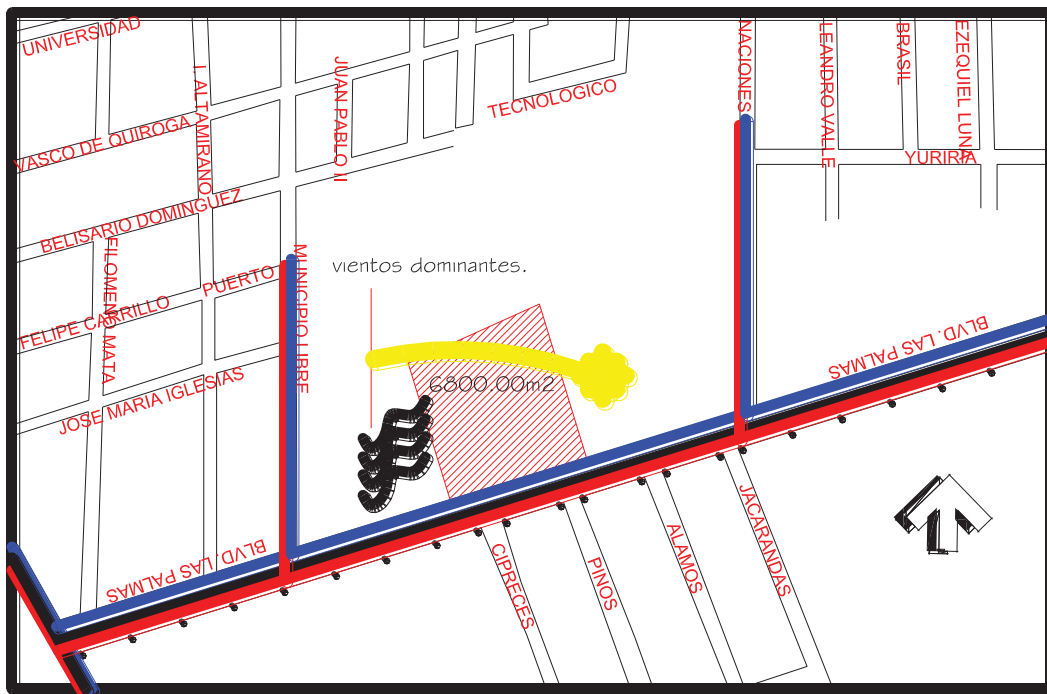 UNIVERSIDAD
I. ALTAMIRANO
JUAN PABLO II
TECNOLOGICO
NACIONES
LEANDRO VALLE
BRASIL
EZEQUIEL LUNA
VASCO DE QUIROGA
YURIRIA
BELISARIO DOMINGUEZ
FILOMENO MATA
MUNICIPIO LIBRE
vientos dominantes.
FELIPE CARRILLO PUERTO
BLVD. LAS PALMAS
6800.00m2
JOSE MARIA IGLESIAS
BLVD. LAS PALMAS
CIPRECES
PINOS
ALAMOS
JACARANDAS